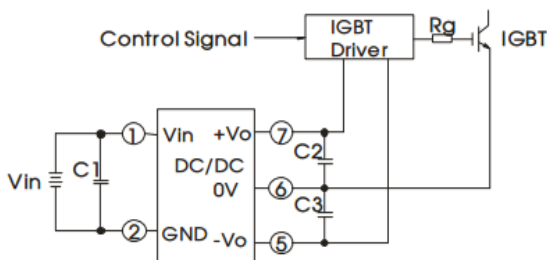 IGBT
Driver
Rg
IGBT
Control Signal
1
Vin
+Vo
7
C1
DC/DC
C2
Vin
0V
6
C3
2
GND
-Vo
5